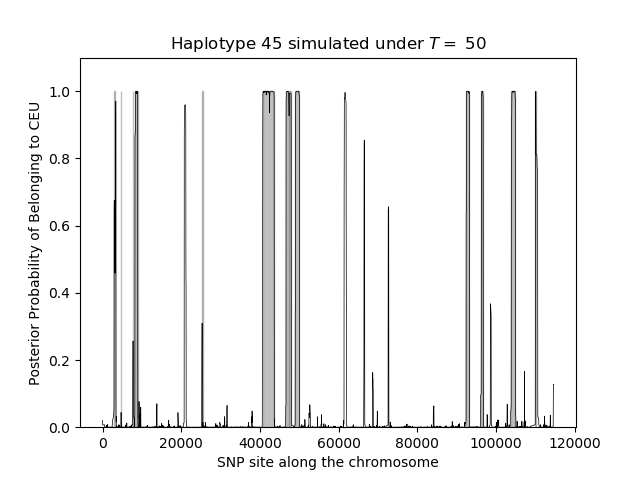 Haplotype 45 simulated under T = 50
Posterior Probability of Belonging to CEU
1.0
0.8
0.6
0.4
0.2
0.0
0 20000 40000 60000 80000 100000 120000
SNP site along the chromosome